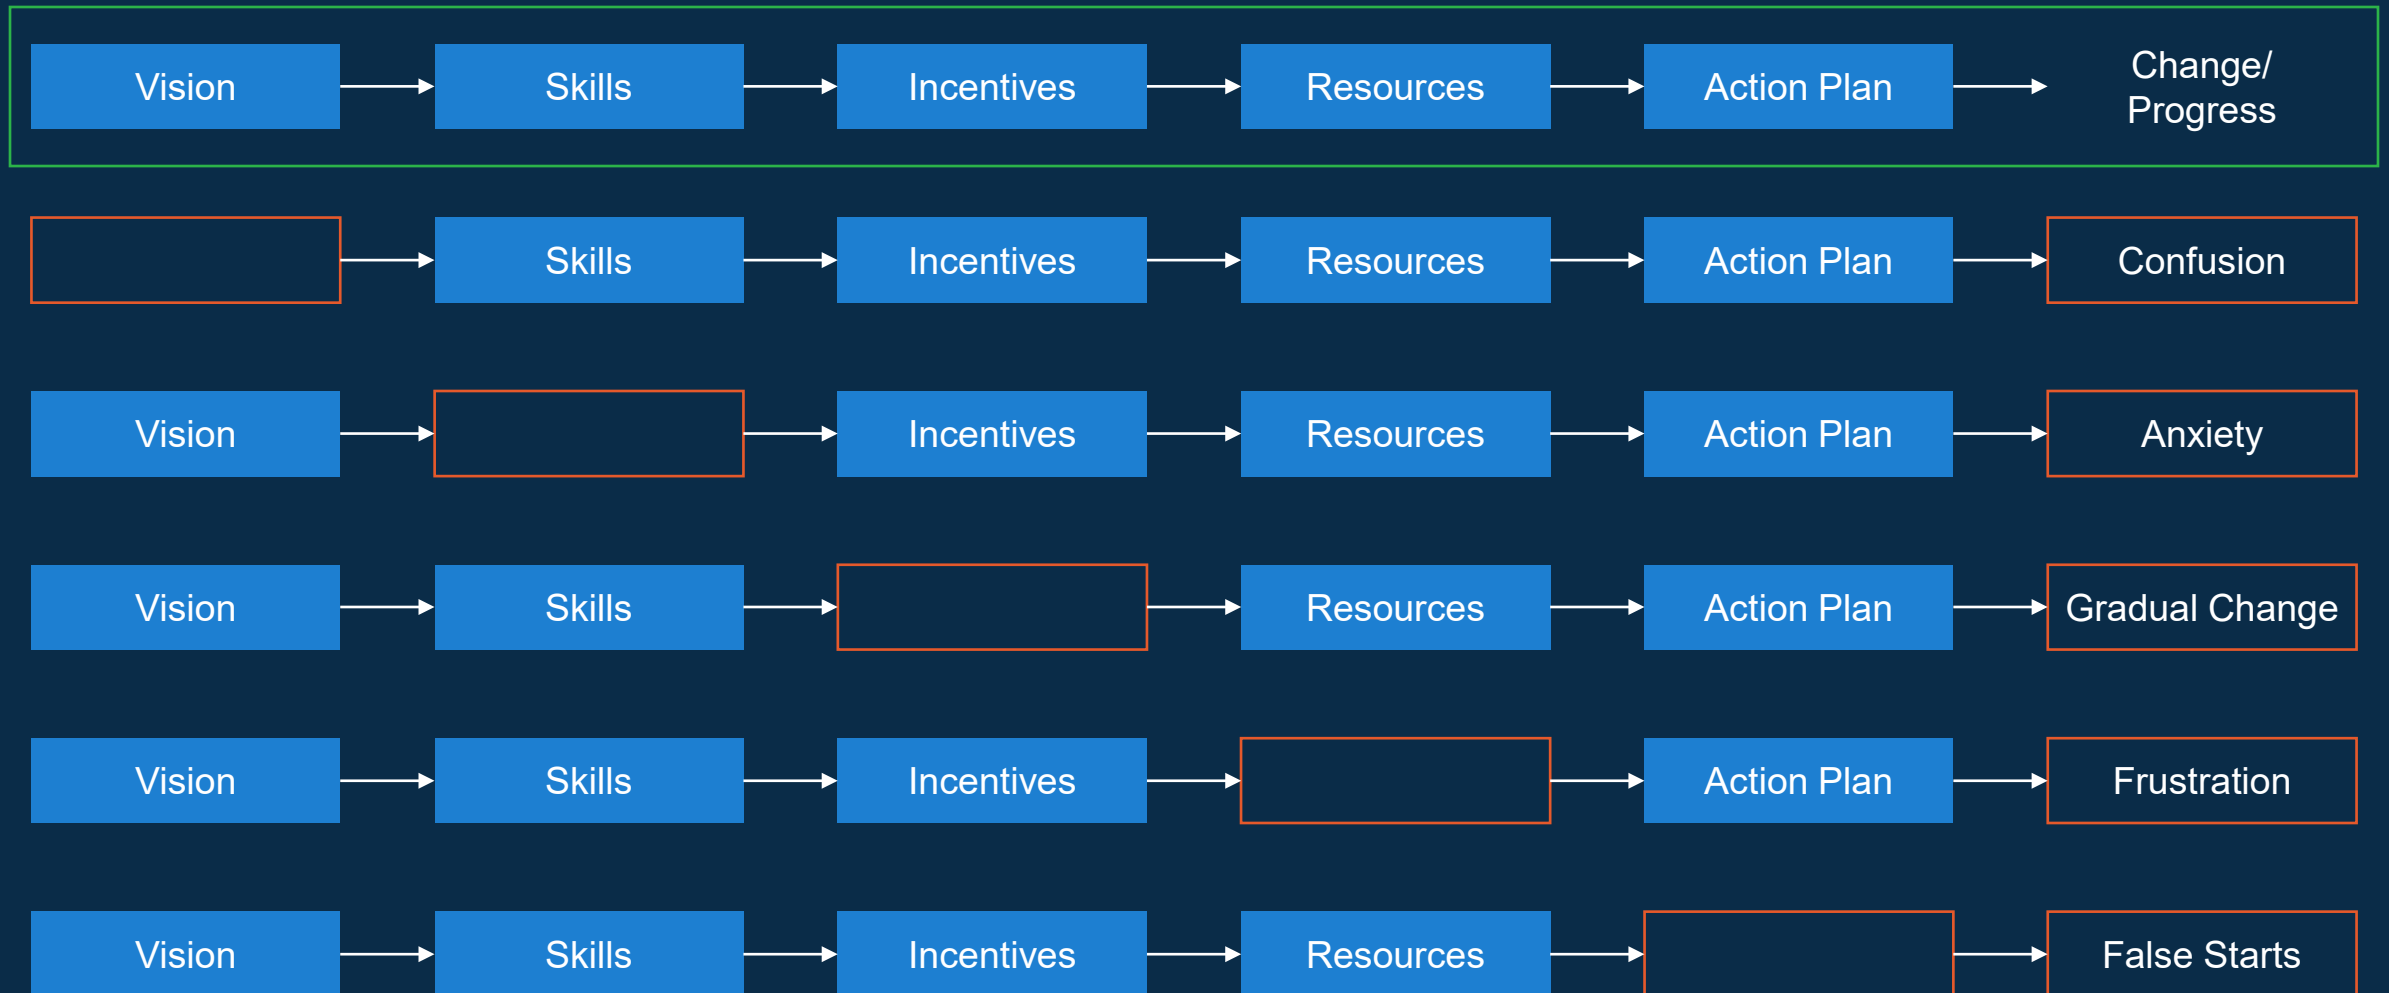 Vision Skills Incentives Resources Action Plan Change/
Progress
Skills Incentives Resources Action Plan Confusion
Vision Incentives Resources Action Plan Anxiety
Vision Skills Resources Action Plan Gradual Change
Vision Skills Incentives Action Plan Frustration
Vision Skills Incentives Resources False Starts